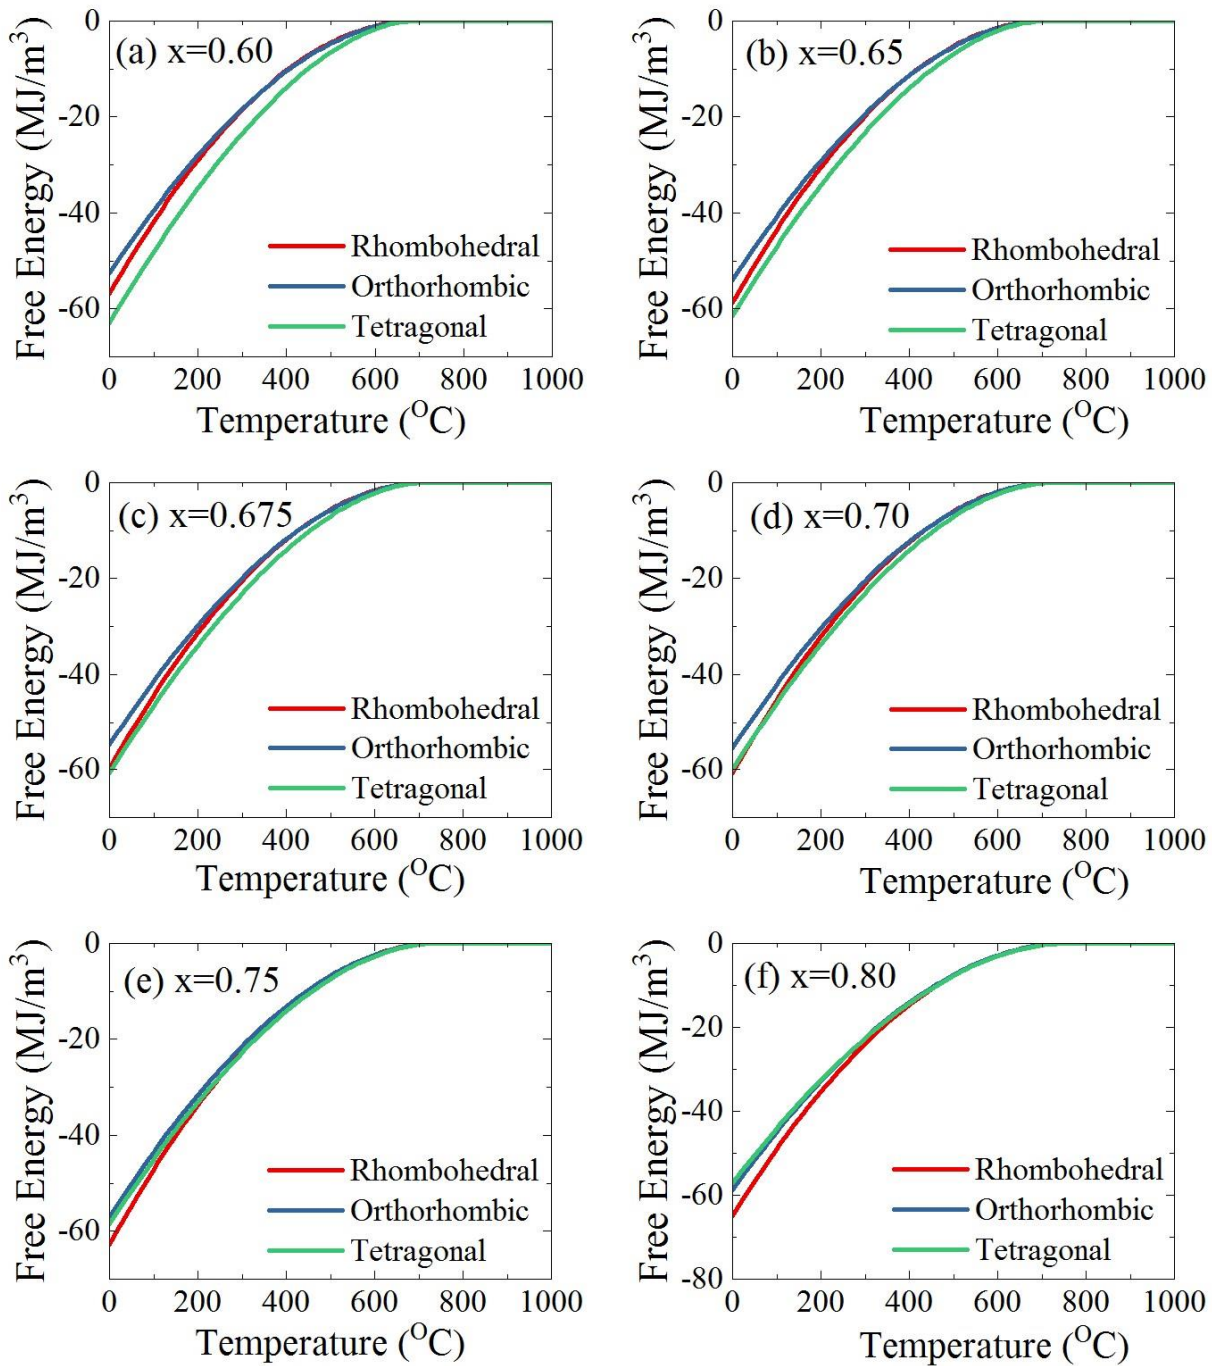 (a) x=0.60
Free Energy (MJ/m³)
0
-20
-40
-60
Rhombohedral
Orthorhombic
Tetragonal
0 200 400 600 800 1000
Temperature (ᴼC)
(b) x=0.65
Free Energy (MJ/m³)
0
-20
-40
-60
Rhombohedral
Orthorhombic
Tetragonal
0 200 400 600 800 1000
Temperature (ᴼC)
(c) x=0.675
Free Energy (MJ/m³)
0
-20
-40
-60
Rhombohedral
Orthorhombic
Tetragonal
0 200 400 600 800 1000
Temperature (ᴼC)
(d) x=0.70
Free Energy (MJ/m³)
0
-20
-40
-60
Rhombohedral
Orthorhombic
Tetragonal
0 200 400 600 800 1000
Temperature (ᴼC)
(e) x=0.75
Free Energy (MJ/m³)
0
-20
-40
-60
Rhombohedral
Orthorhombic
Tetragonal
0 200 400 600 800 1000
Temperature (ᴼC)
(f) x=0.80
Free Energy (MJ/m³)
0
-20
-40
-60
-80
Rhombohedral
Orthorhombic
Tetragonal
0 200 400 600 800 1000
Temperature (ᴼC)